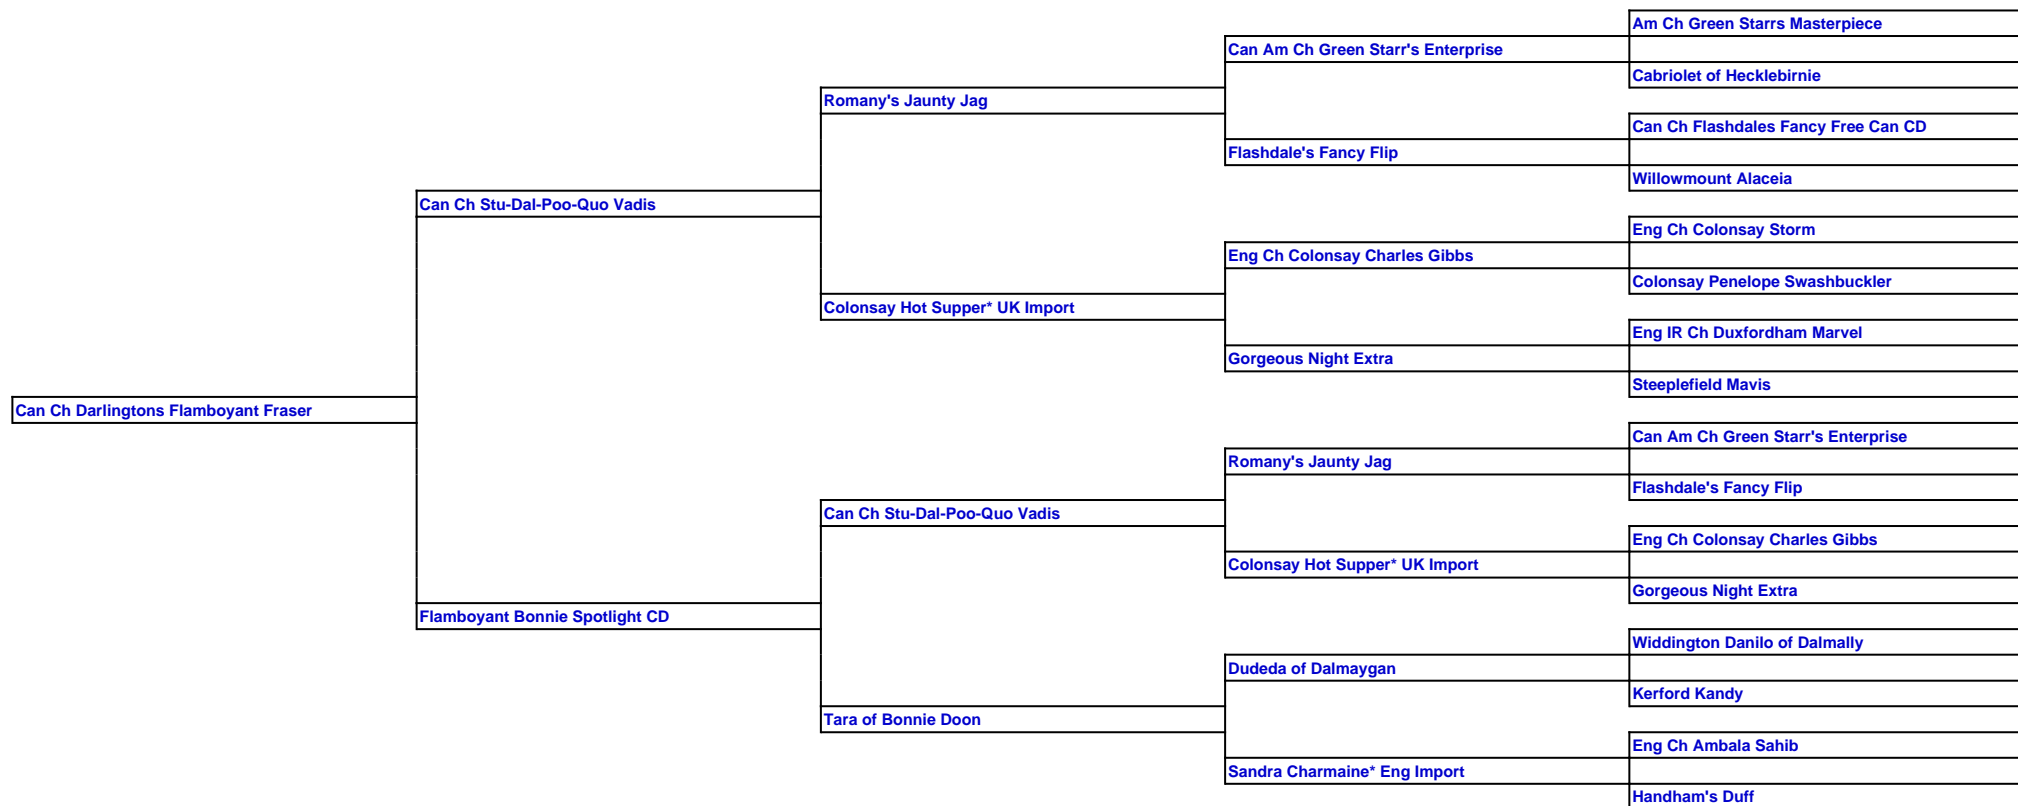 Am Ch Green Starrs Masterpiece
Can Am Ch Green Starr's Enterprise
Cabriolet of Hecklebirnie
Romany's Jaunty Jag
Can Ch Flashdales Fancy Free Can CD
Flashdale's Fancy Flip
Willowmount Alaceia
Can Ch Stu-Dal-Poo-Quo Vadis
Eng Ch Colonsay Storm
Eng Ch Colonsay Charles Gibbs
Colonsay Penelope Swashbuckler
Colonsay Hot Supper* UK Import
Eng IR Ch Duxfordham Marvel
Gorgeous Night Extra
Steeplefield Mavis
Can Ch Darlingtons Flamboyant Fraser
Can Am Ch Green Starr's Enterprise
Romany's Jaunty Jag
Flashdale's Fancy Flip
Can Ch Stu-Dal-Poo-Quo Vadis
Eng Ch Colonsay Charles Gibbs
Colonsay Hot Supper* UK Import
Gorgeous Night Extra
Flamboyant Bonnie Spotlight CD
Widdington Danilo of Dalmally
Dudeda of Dalmaygan
Kerford Kandy
Tara of Bonnie Doon
Eng Ch Ambala Sahib
Sandra Charmaine* Eng Import
Handham's Duff